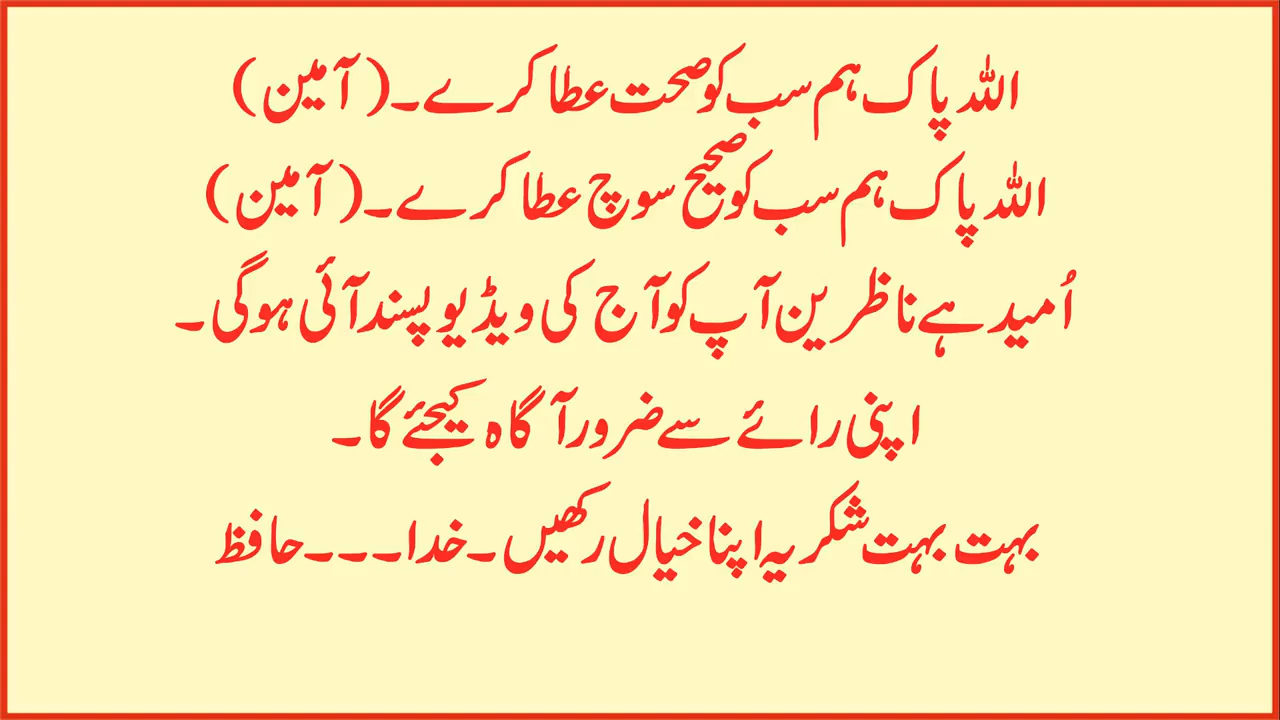 اللہ پاک ہم سب کو صحت عطا کرے۔ (آمین)
اللہ پاک ہم سب کو صحیح سوچ عطا کرے۔ (آمین)
اُمید ہے ناظرین آپ کو آج کی ویڈیو پسند آئی ہوگی۔
اپنی رائے سے ضرور آگاہ کیجئے گا۔
بہت بہت شکریہ اپنا خیال رکھیں۔ خدا۔۔۔حافظ